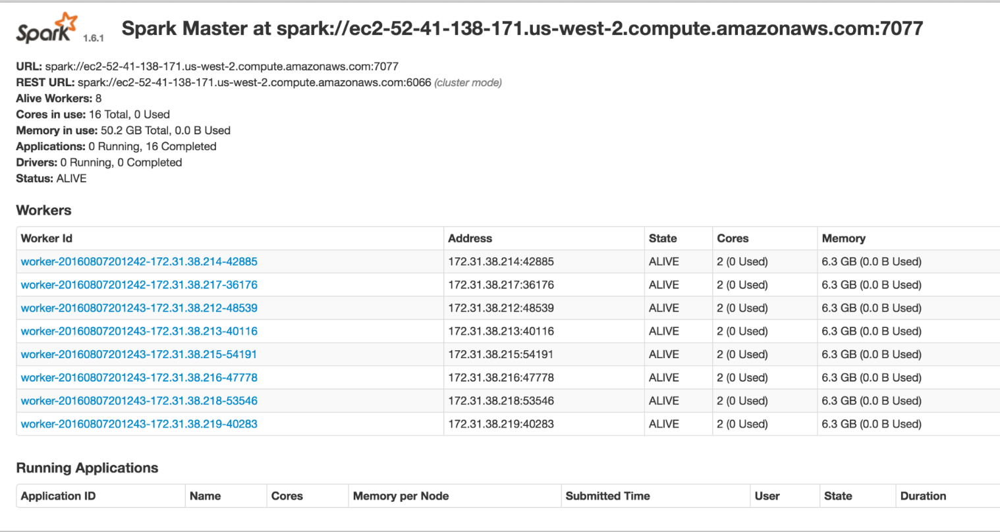 Spark 1.6.1 Spark Master at spark://ec2-52-41-138-171.us-west-2.compute.amazonaws.com:7077
URL: spark://ec2-52-41-138-171.us-west-2.compute.amazonaws.com:7077
REST URL: spark://ec2-52-41-138-171.us-west-2.compute.amazonaws.com:6066 (cluster mode)
Alive Workers: 8
Cores in use: 16 Total, 0 Used
Memory in use: 50.2 GB Total, 0.0 B Used
Applications: 0 Running, 16 Completed
Drivers: 0 Running, 0 Completed
Status: ALIVE
Workers
Worker Id Address State Cores Memory
worker-20160807201242-172.31.38.214-42885 172.31.38.214:42885 ALIVE 2 (0 Used) 6.3 GB (0.0 B Used)
worker-20160807201242-172.31.38.217-36176 172.31.38.217:36176 ALIVE 2 (0 Used) 6.3 GB (0.0 B Used)
worker-20160807201243-172.31.38.212-48539 172.31.38.212:48539 ALIVE 2 (0 Used) 6.3 GB (0.0 B Used)
worker-20160807201243-172.31.38.213-40116 172.31.38.213:40116 ALIVE 2 (0 Used) 6.3 GB (0.0 B Used)
worker-20160807201243-172.31.38.215-54191 172.31.38.215:54191 ALIVE 2 (0 Used) 6.3 GB (0.0 B Used)
worker-20160807201243-172.31.38.216-47778 172.31.38.216:47778 ALIVE 2 (0 Used) 6.3 GB (0.0 B Used)
worker-20160807201243-172.31.38.218-53546 172.31.38.218:53546 ALIVE 2 (0 Used) 6.3 GB (0.0 B Used)
worker-20160807201243-172.31.38.219-40283 172.31.38.219:40283 ALIVE 2 (0 Used) 6.3 GB (0.0 B Used)
Running Applications
Application ID Name Cores Memory per Node Submitted Time User State Duration